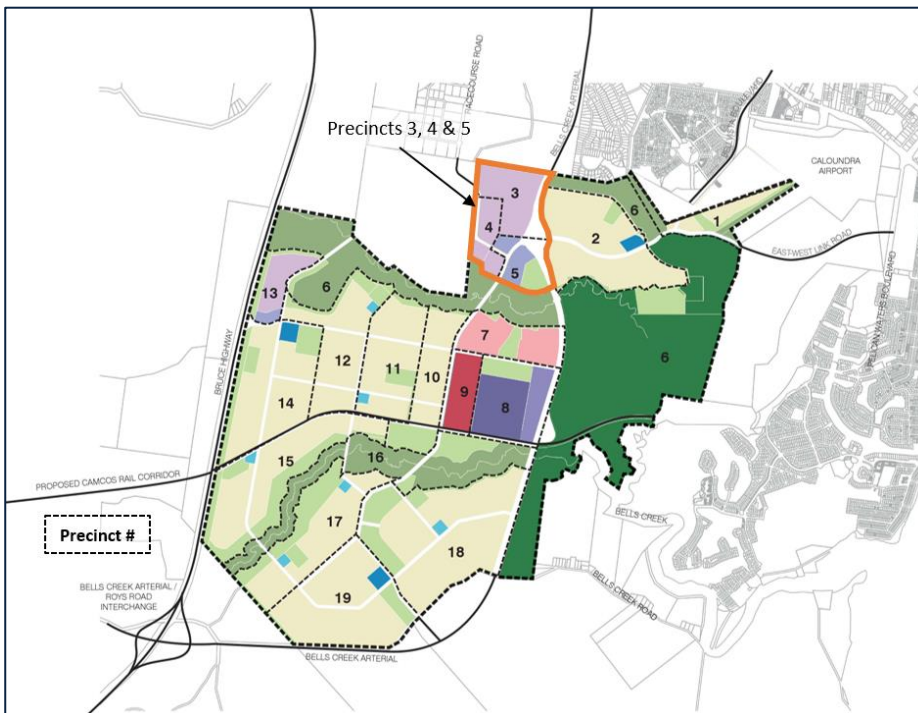 ACECOURSE ROAD
BELLS CREEK ARTERIAL
Precincts 3, 4 & 5
CALOUNDRA
AIRPORT
3
6
1
4
2
EAST-WEST LINK ROAD
5
13
6
PELICAN WATERS BOULEVARD
BRUCE HIGHWAY
7
6
12
11
10
9
8
14
15
16
PROPOSED CAMCOS RAIL CORRIDOR
17
BELLS CREEK
Precinct #
18
19
BELLS CREEK ROAD
BELLS CREEK ARTERIAL /
ROYS ROAD
INTERCHANGE
BELLS CREEK ARTERIAL